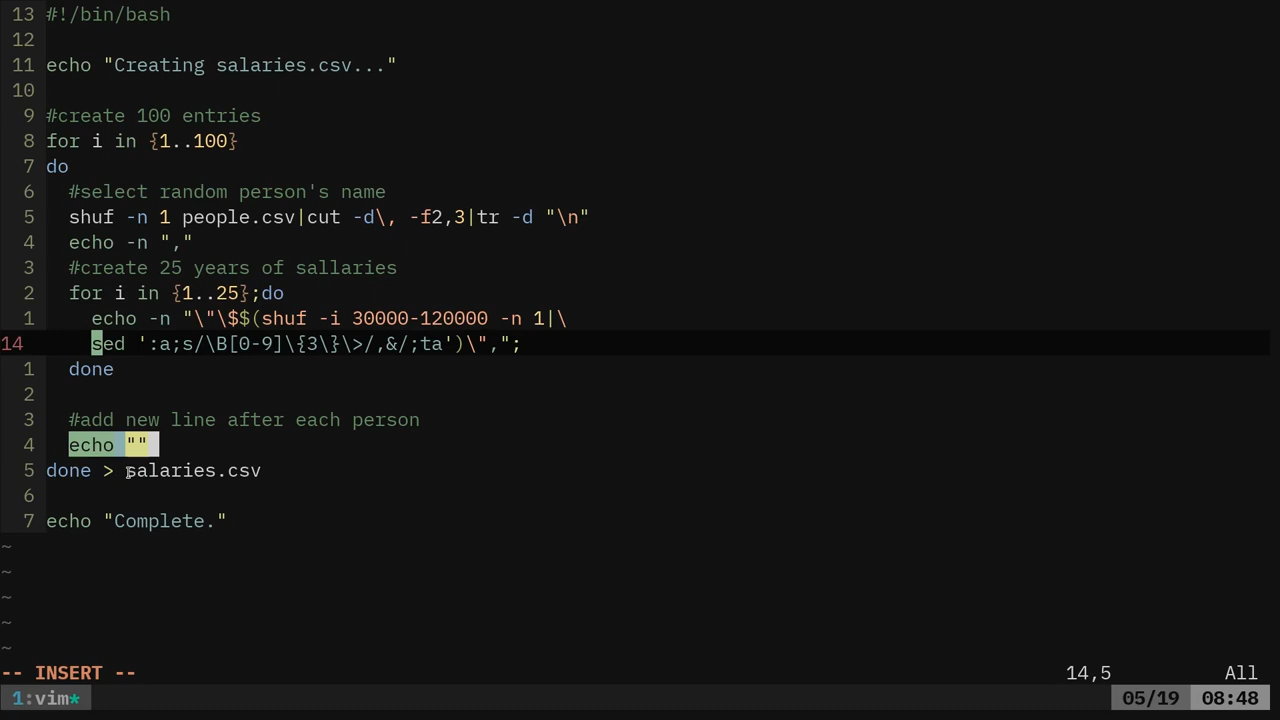 13 #!/bin/bash
12
11 echo "Creating salaries.csv..."
10
9 #create 100 entries
8 for i in {1..100}
7 do
6   #select random person's name
5   shuf -n 1 people.csv|cut -d\, -f2,3|tr -d "\n"
4   echo -n ","
3   #create 25 years of sallaries
2   for i in {1..25};do
1     echo -n "\"\$$(shuf -i 30000-120000 -n 1|\
14     sed ':a;s/\B[0-9]\{3\}\>/,&/;ta')\",";
1   done
2
3   #add new line after each person
4   echo ""
5 done > salaries.csv
6
7 echo "Complete."
~
~
~
~
~
-- INSERT -- 14,5 All
1:vim* 05/19 08:48